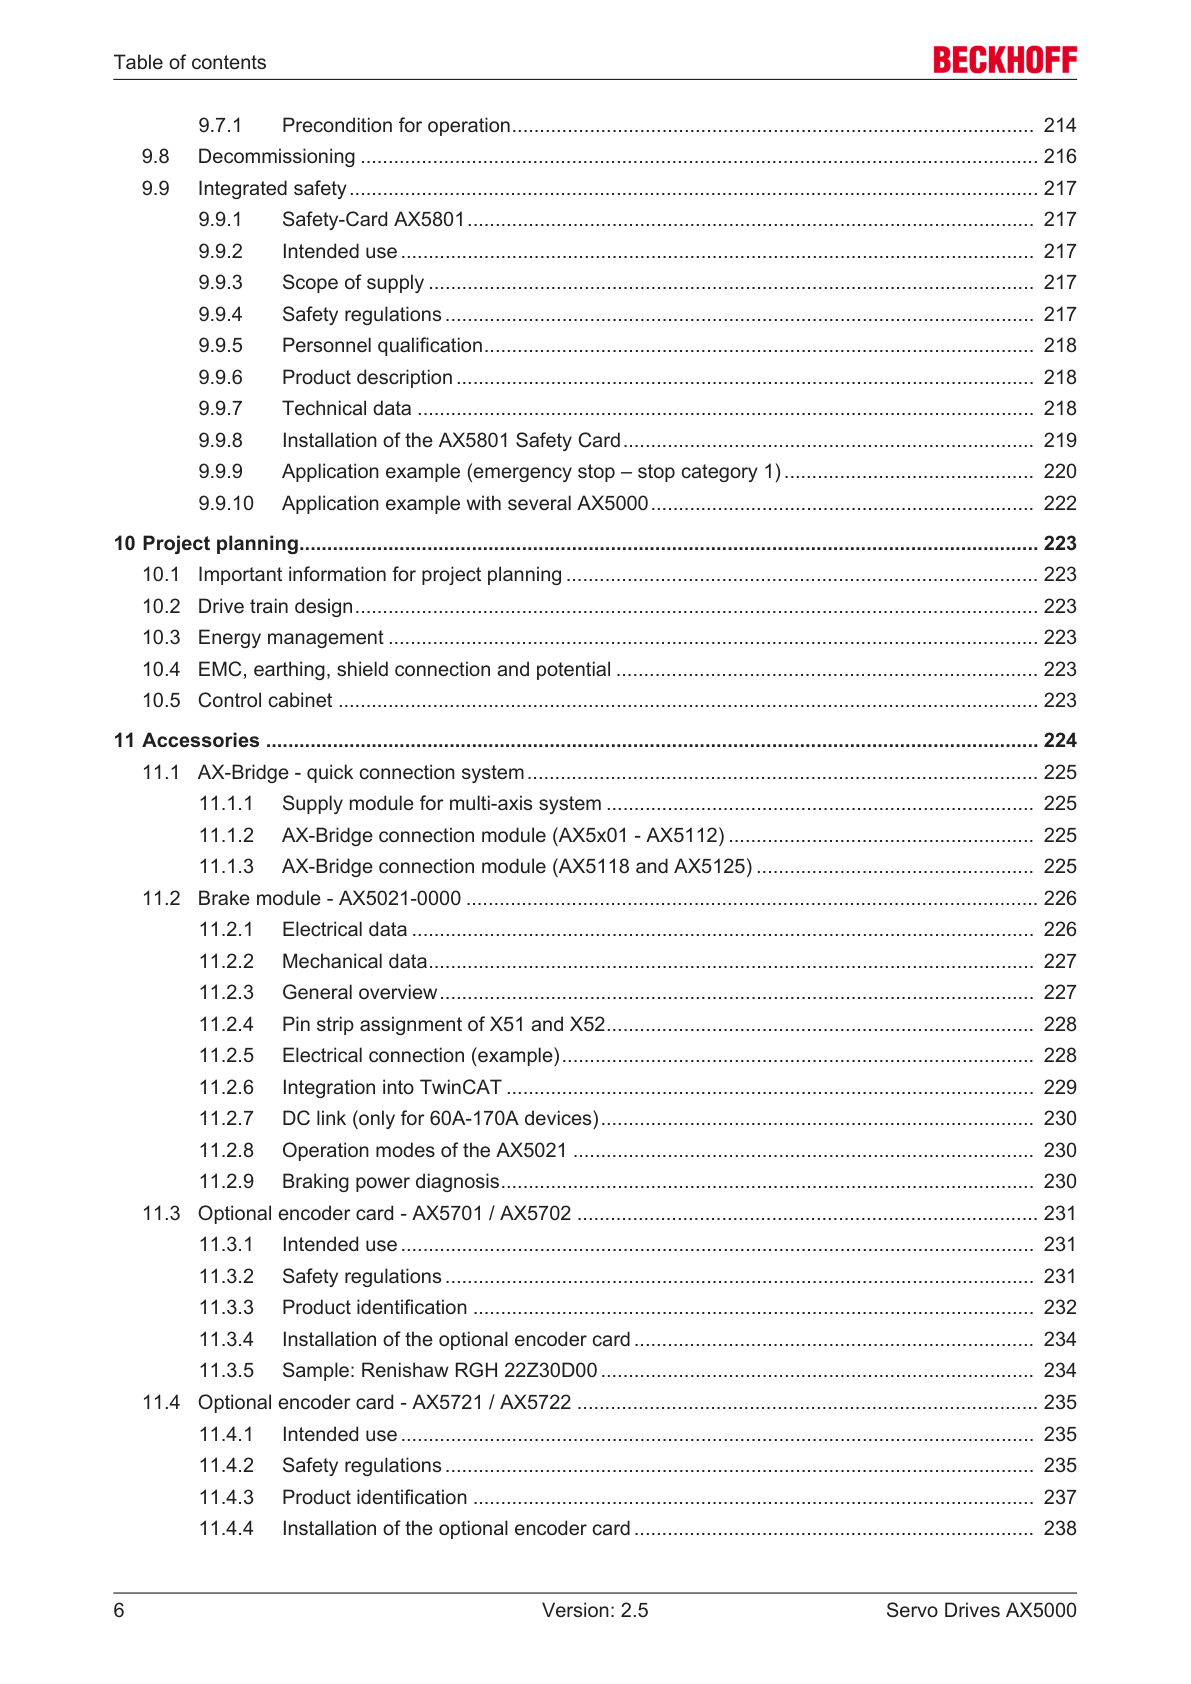 Table of contents
BECKHOFF
9.7.1 Precondition for operation 214
9.8 Decommissioning 216
9.9 Integrated safety 217
9.9.1 Safety-Card AX5801 217
9.9.2 Intended use 217
9.9.3 Scope of supply 217
9.9.4 Safety regulations 217
9.9.5 Personnel qualification 218
9.9.6 Product description 218
9.9.7 Technical data 218
9.9.8 Installation of the AX5801 Safety Card 219
9.9.9 Application example (emergency stop – stop category 1) 220
9.9.10 Application example with several AX5000 222
10 Project planning 223
10.1 Important information for project planning 223
10.2 Drive train design 223
10.3 Energy management 223
10.4 EMC, earthing, shield connection and potential 223
10.5 Control cabinet 223
11 Accessories 224
11.1 AX-Bridge - quick connection system 225
11.1.1 Supply module for multi-axis system 225
11.1.2 AX-Bridge connection module (AX5x01 - AX5112) 225
11.1.3 AX-Bridge connection module (AX5118 and AX5125) 225
11.2 Brake module - AX5021-0000 226
11.2.1 Electrical data 226
11.2.2 Mechanical data 227
11.2.3 General overview 227
11.2.4 Pin strip assignment of X51 and X52 228
11.2.5 Electrical connection (example) 228
11.2.6 Integration into TwinCAT 229
11.2.7 DC link (only for 60A-170A devices) 230
11.2.8 Operation modes of the AX5021 230
11.2.9 Braking power diagnosis 230
11.3 Optional encoder card - AX5701 / AX5702 231
11.3.1 Intended use 231
11.3.2 Safety regulations 231
11.3.3 Product identification 232
11.3.4 Installation of the optional encoder card 234
11.3.5 Sample: Renishaw RGH 22Z30D00 234
11.4 Optional encoder card - AX5721 / AX5722 235
11.4.1 Intended use 235
11.4.2 Safety regulations 235
11.4.3 Product identification 237
11.4.4 Installation of the optional encoder card 238
6 Version: 2.5 Servo Drives AX5000